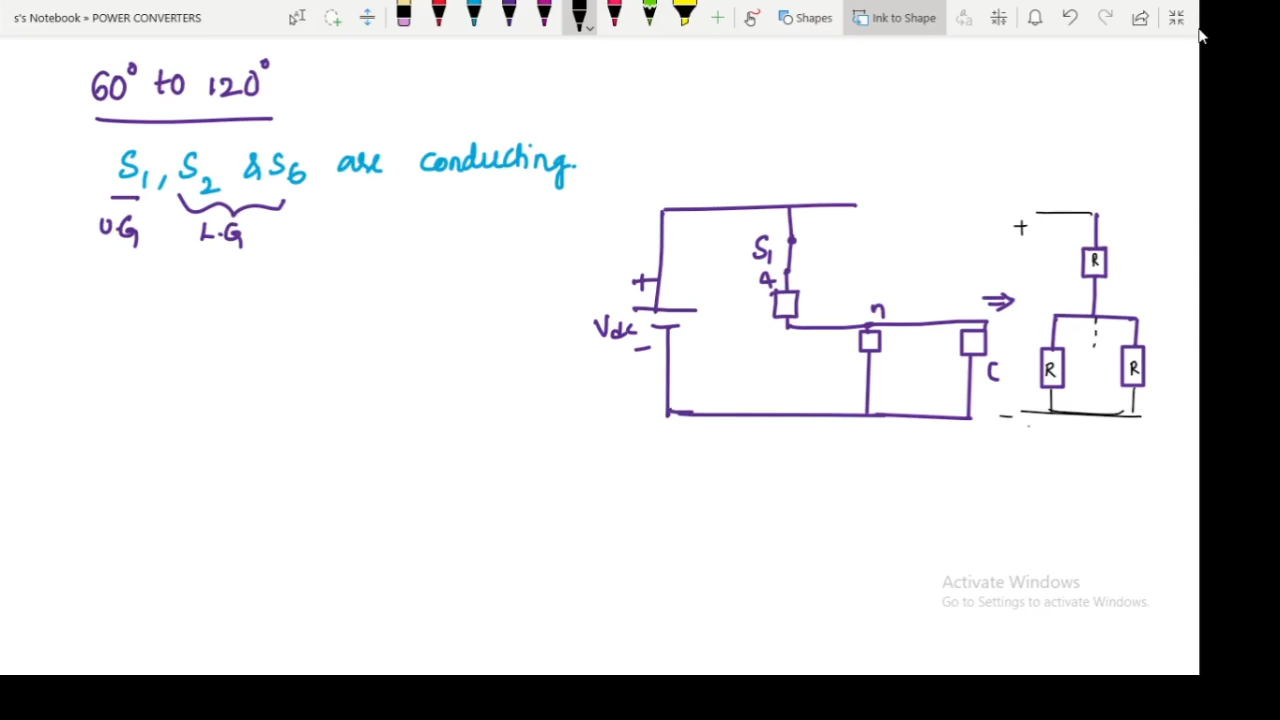 s's Notebook » POWER CONVERTERS
Shapes
Ink to Shape
60° to 120°
S1, S2 & S6 are conducting.
U.G L.G
S1
A
+
Vdc
−
n
C
⇒
+
R
R
R
−
Activate Windows
Go to Settings to activate Windows.